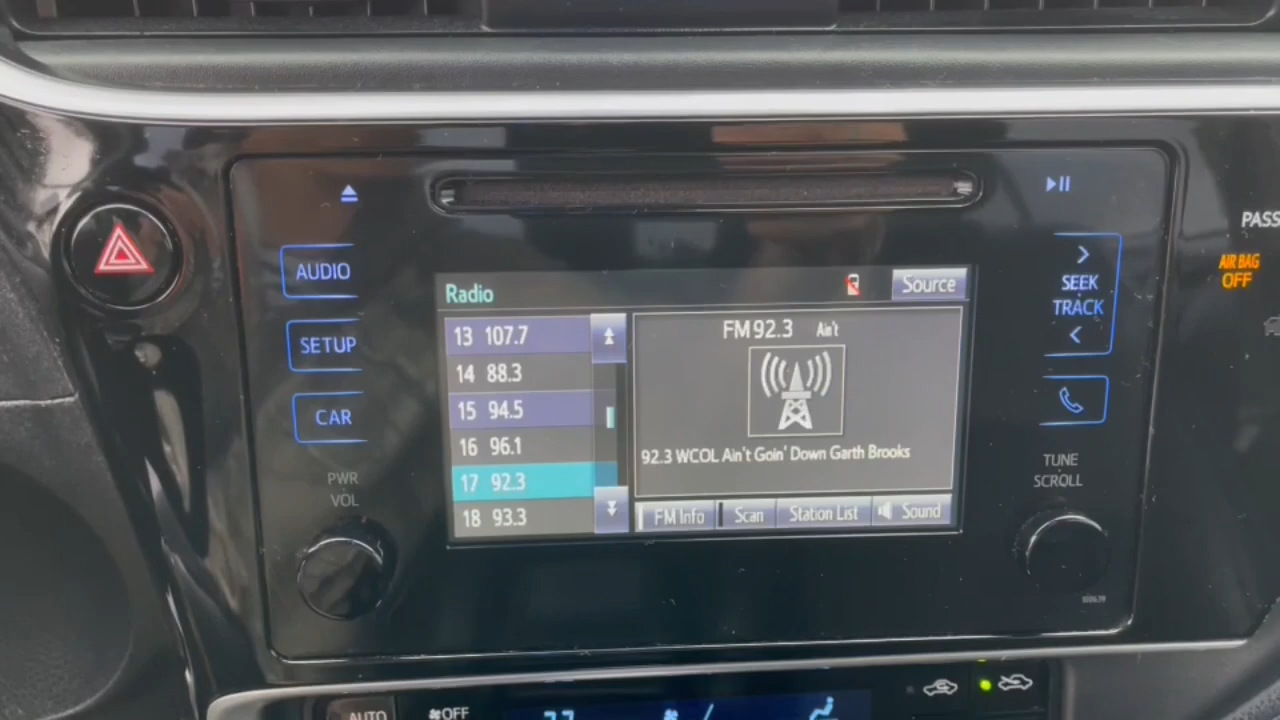 PASS
AIR BAG
OFF
AUDIO
SETUP
CAR
PWR
VOL
Radio
Source
13 107.7
14 88.3
15 94.5
16 96.1
17 92.3
18 93.3
FM 92.3 Ain't
92.3 WCOL Ain't Goin' Down Garth Brooks
FM Info
Scan
Station List
Sound
SEEK
TRACK
TUNE
SCROLL
100639
AUTO
OFF